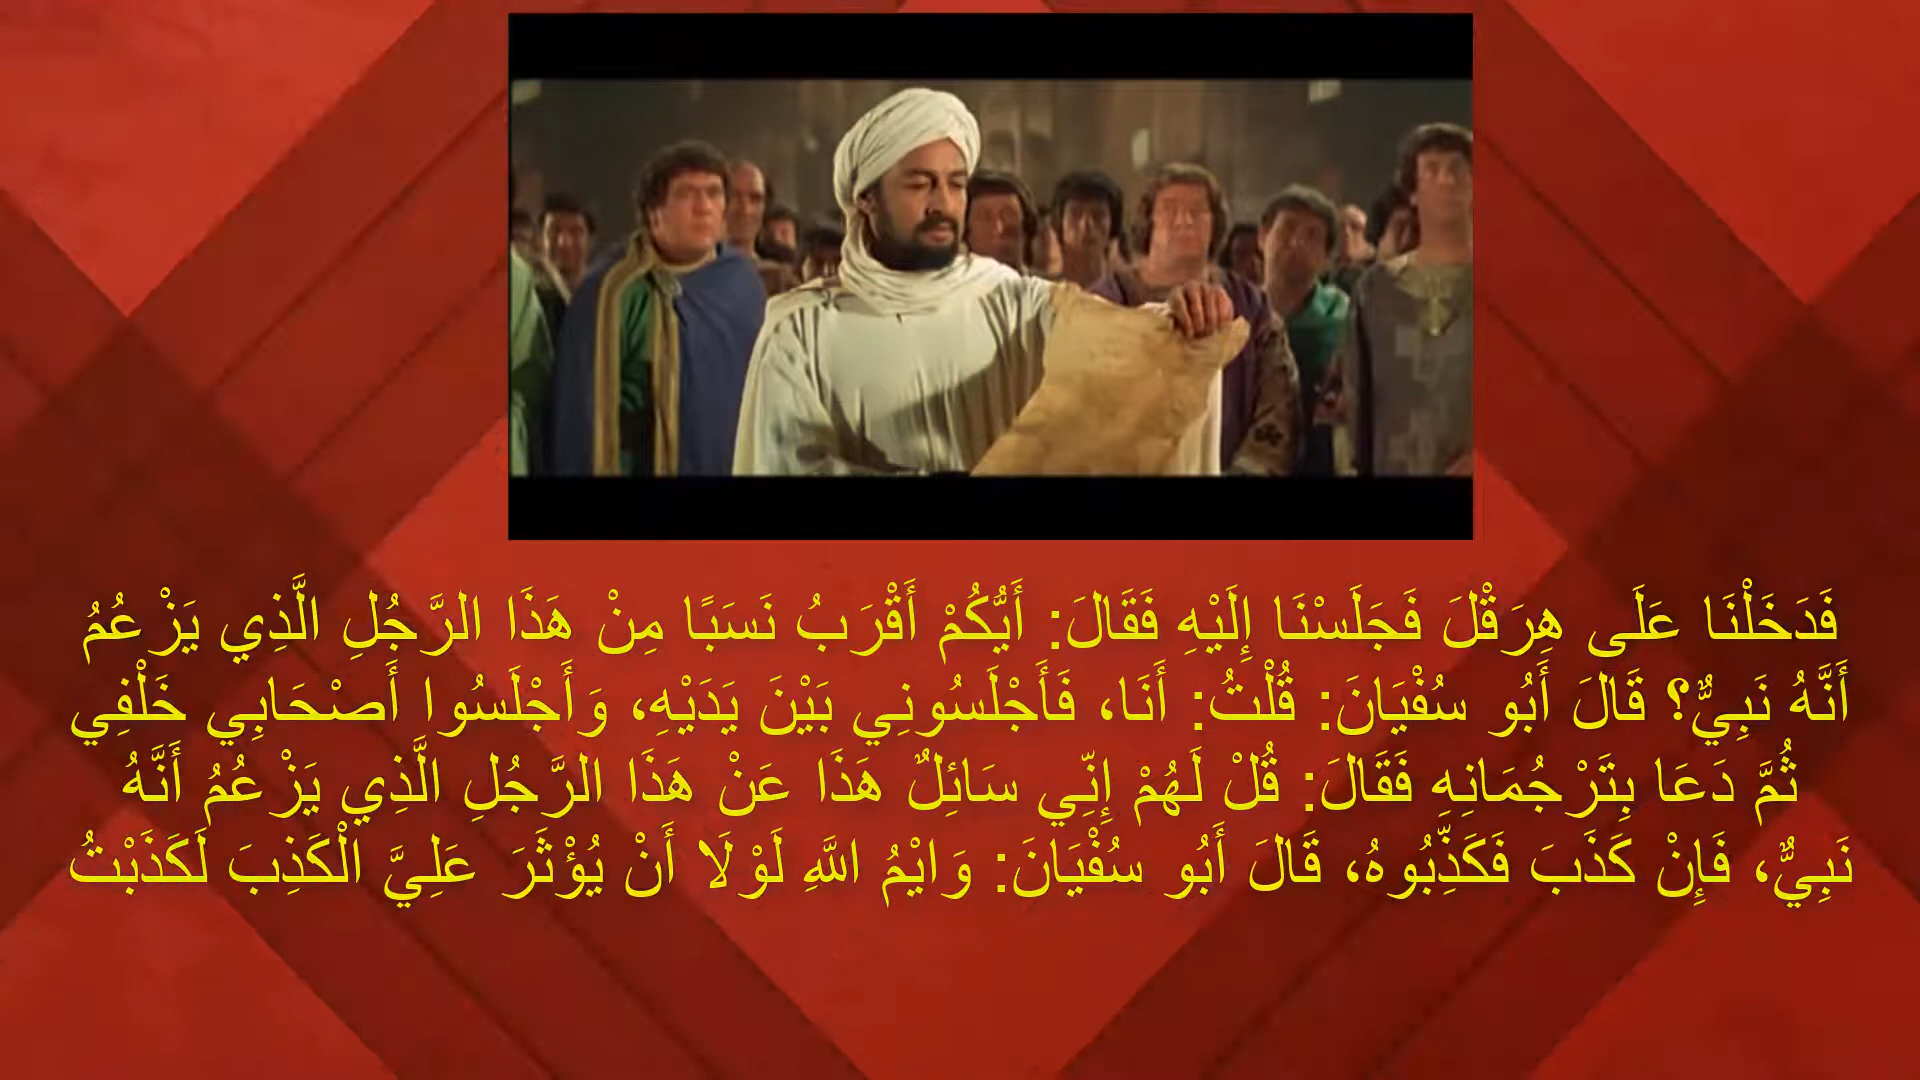 فَدَخَلْنَا عَلَى هِرَقْلَ فَجَلَسْنَا إِلَيْهِ فَقَالَ: أَيُّكُمْ أَقْرَبُ نَسَبًا مِنْ هَذَا الرَّجُلِ الَّذِي يَزْعُمُ
أَنَّهُ نَبِيٌّ؟ قَالَ أَبُو سُفْيَانَ: قُلْتُ: أَنَا، فَأَجْلَسُونِي بَيْنَ يَدَيْهِ، وَأَجْلَسُوا أَصْحَابِي خَلْفِي
ثُمَّ دَعَا بِتَرْجُمَانِهِ فَقَالَ: قُلْ لَهُمْ إِنِّي سَائِلٌ هَذَا عَنْ هَذَا الرَّجُلِ الَّذِي يَزْعُمُ أَنَّهُ
نَبِيٌّ، فَإِنْ كَذَبَ فَكَذِّبُوهُ، قَالَ أَبُو سُفْيَانَ: وَايْمُ اللَّهِ لَوْلَا أَنْ يُؤْثَرَ عَلِيَّ الْكَذِبَ لَكَذَبْتُ